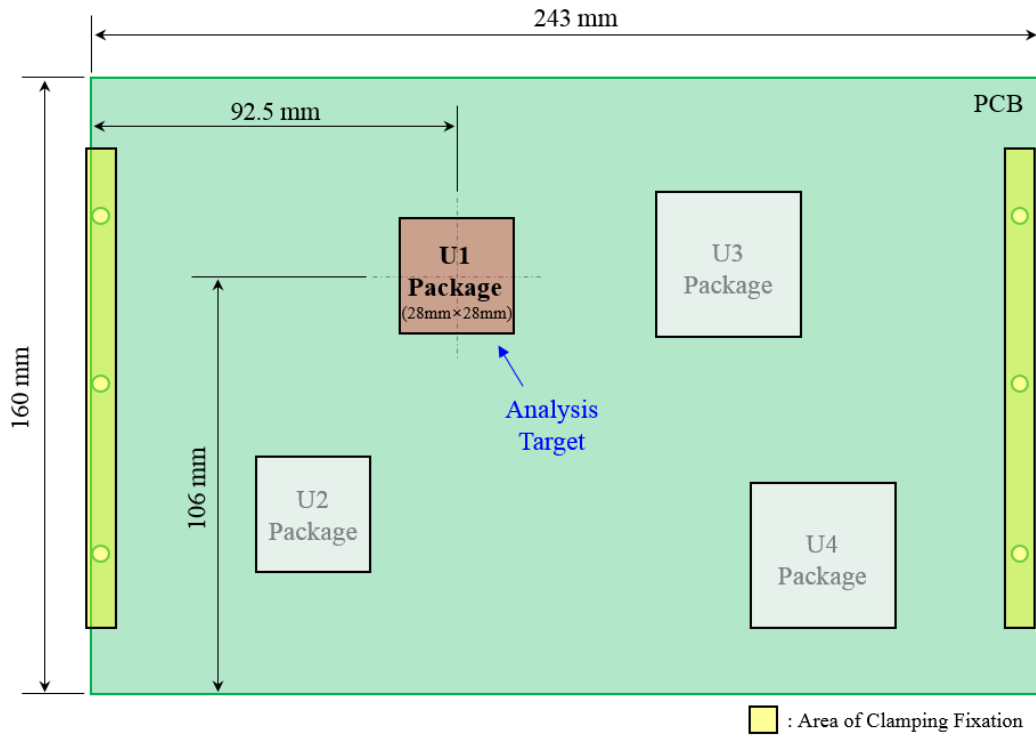 243 mm
PCB
92.5 mm
U1
Package
(28mm×28mm)
U3
Package
Analysis
Target
160 mm
106 mm
U2
Package
U4
Package
: Area of Clamping Fixation